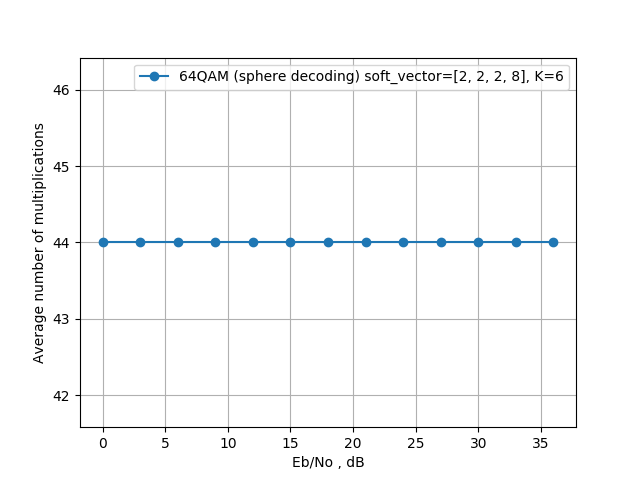 64QAM (sphere decoding) soft_vector=[2, 2, 2, 8], K=6
46
45
44
43
42
Average number of multiplications
0 5 10 15 20 25 30 35
Eb/No , dB